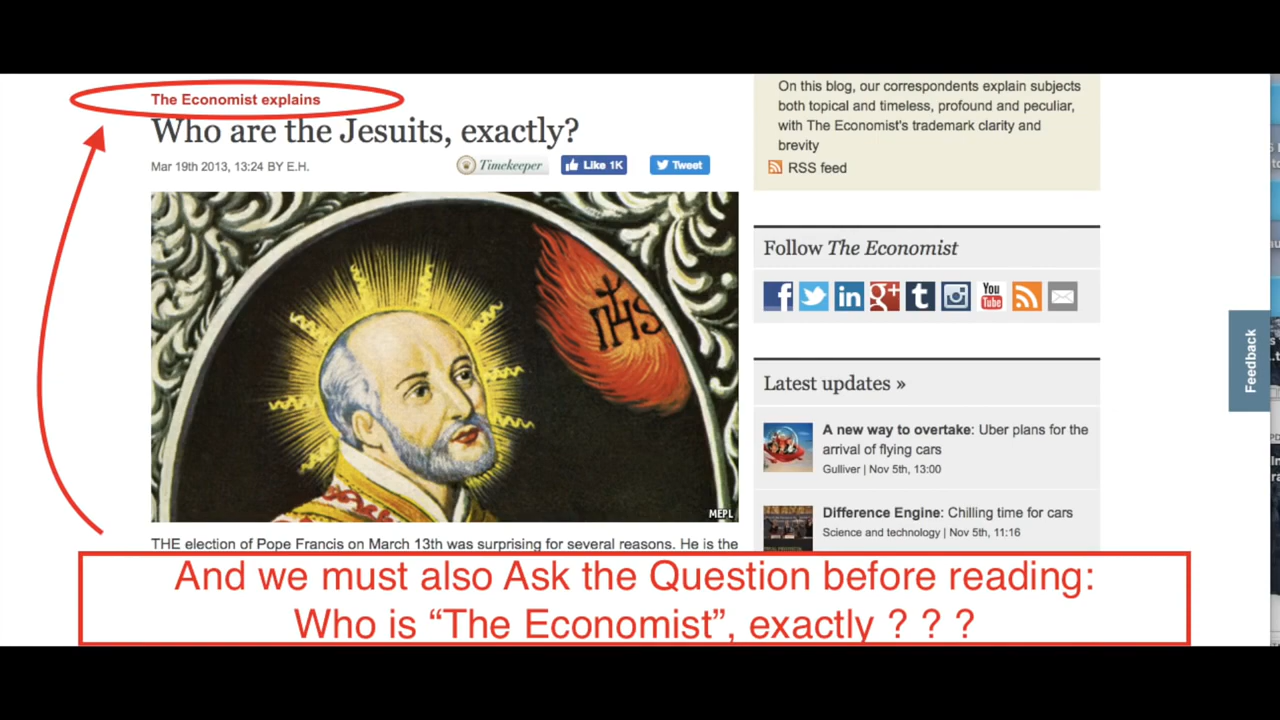 The Economist explains
Who are the Jesuits, exactly?
Mar 19th 2013, 13:24 BY E.H.
Timekeeper
Like 1K
Tweet
IHS
MEPL
THE election of Pope Francis on March 13th was surprising for several reasons. He is the
On this blog, our correspondents explain subjects
both topical and timeless, profound and peculiar,
with The Economist's trademark clarity and
brevity
RSS feed
Follow The Economist
You
Tube
Latest updates »
A new way to overtake: Uber plans for the
arrival of flying cars
Gulliver | Nov 5th, 13:00
Difference Engine: Chilling time for cars
Science and technology | Nov 5th, 11:16
Feedback
And we must also Ask the Question before reading:
Who is “The Economist”, exactly ? ? ?